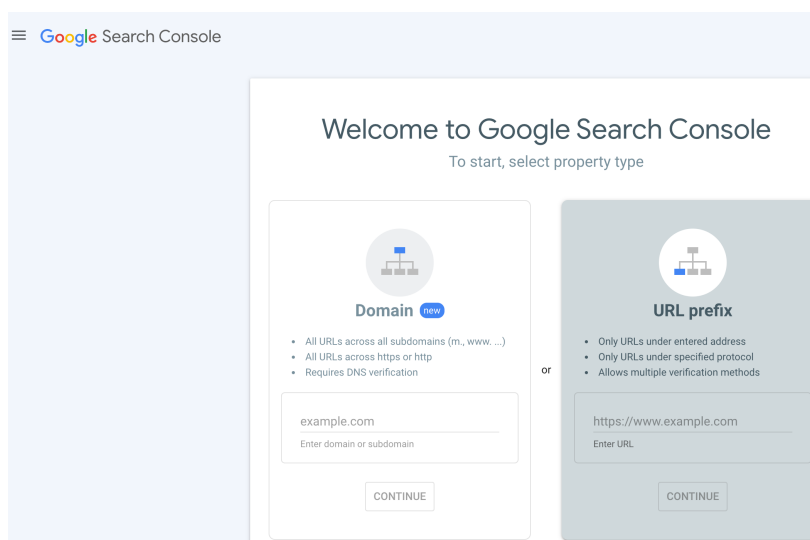 Google Search Console
Welcome to Google Search Console
To start, select property type
Domain new
All URLs across all subdomains (m., www. ...)
All URLs across https or http
Requires DNS verification
example.com
Enter domain or subdomain
CONTINUE
or
URL prefix
Only URLs under entered address
Only URLs under specified protocol
Allows multiple verification methods
https://www.example.com
Enter URL
CONTINUE